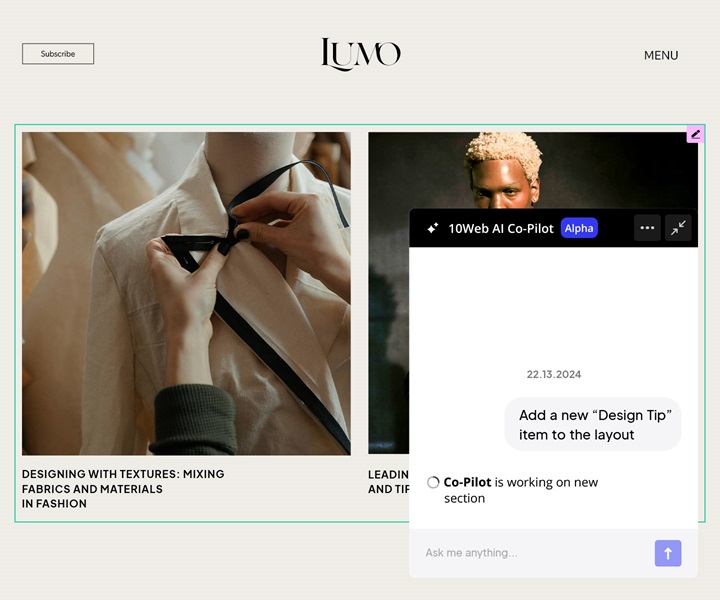 Subscribe
LUMO
MENU
10Web AI Co-Pilot
Alpha
22.13.2024
Add a new “Design Tip”
item to the layout
Co-Pilot is working on new
section
Ask me anything...
DESIGNING WITH TEXTURES: MIXING
FABRICS AND MATERIALS
IN FASHION
AND